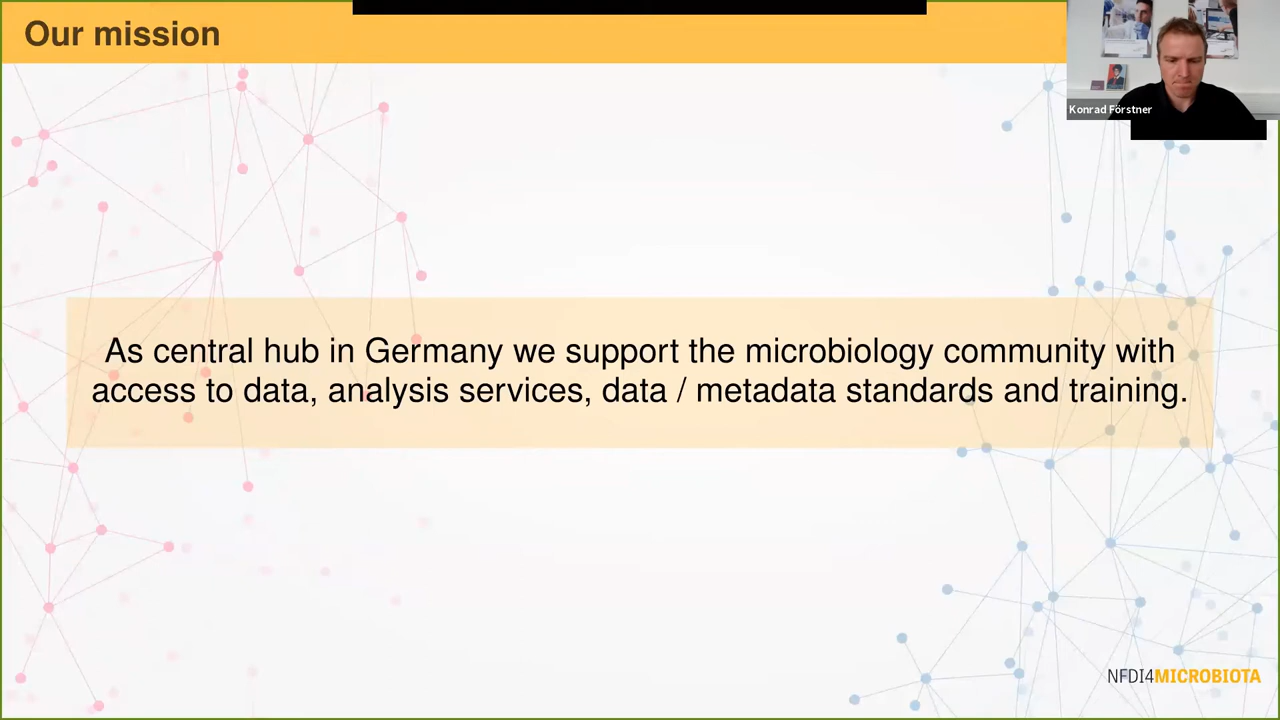 Our mission
Konrad Förstner
As central hub in Germany we support the microbiology community with
access to data, analysis services, data / metadata standards and training.
NFDI4MICROBIOTA